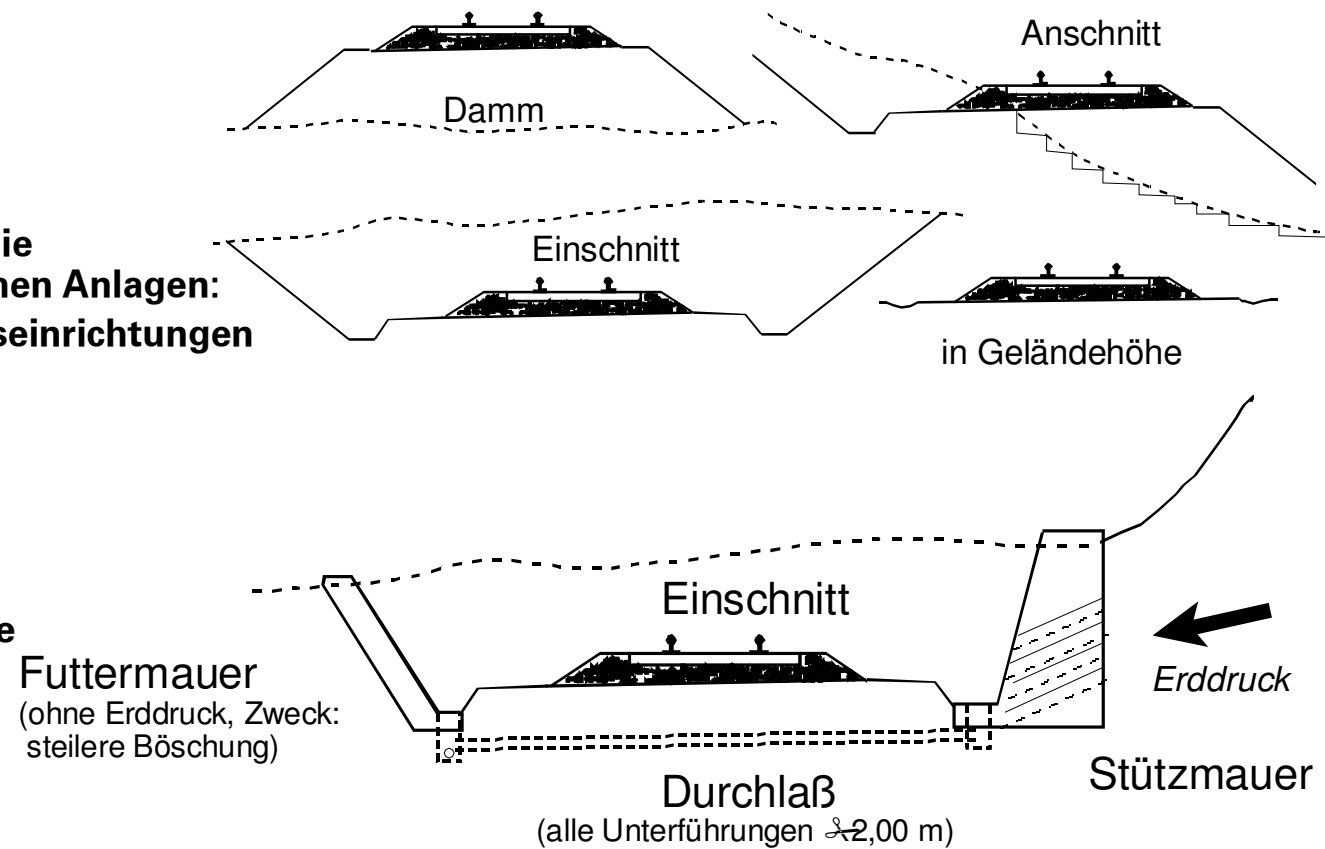 Anschnitt
Damm
Einschnitt
ie
nen Anlagen:
seinrichtungen
in Geländehöhe
Einschnitt
e
Futtermauer
(ohne Erddruck, Zweck:
steilere Böschung)
Erddruck
Stützmauer
Durchlaß
(alle Unterführungen 2,00 m)